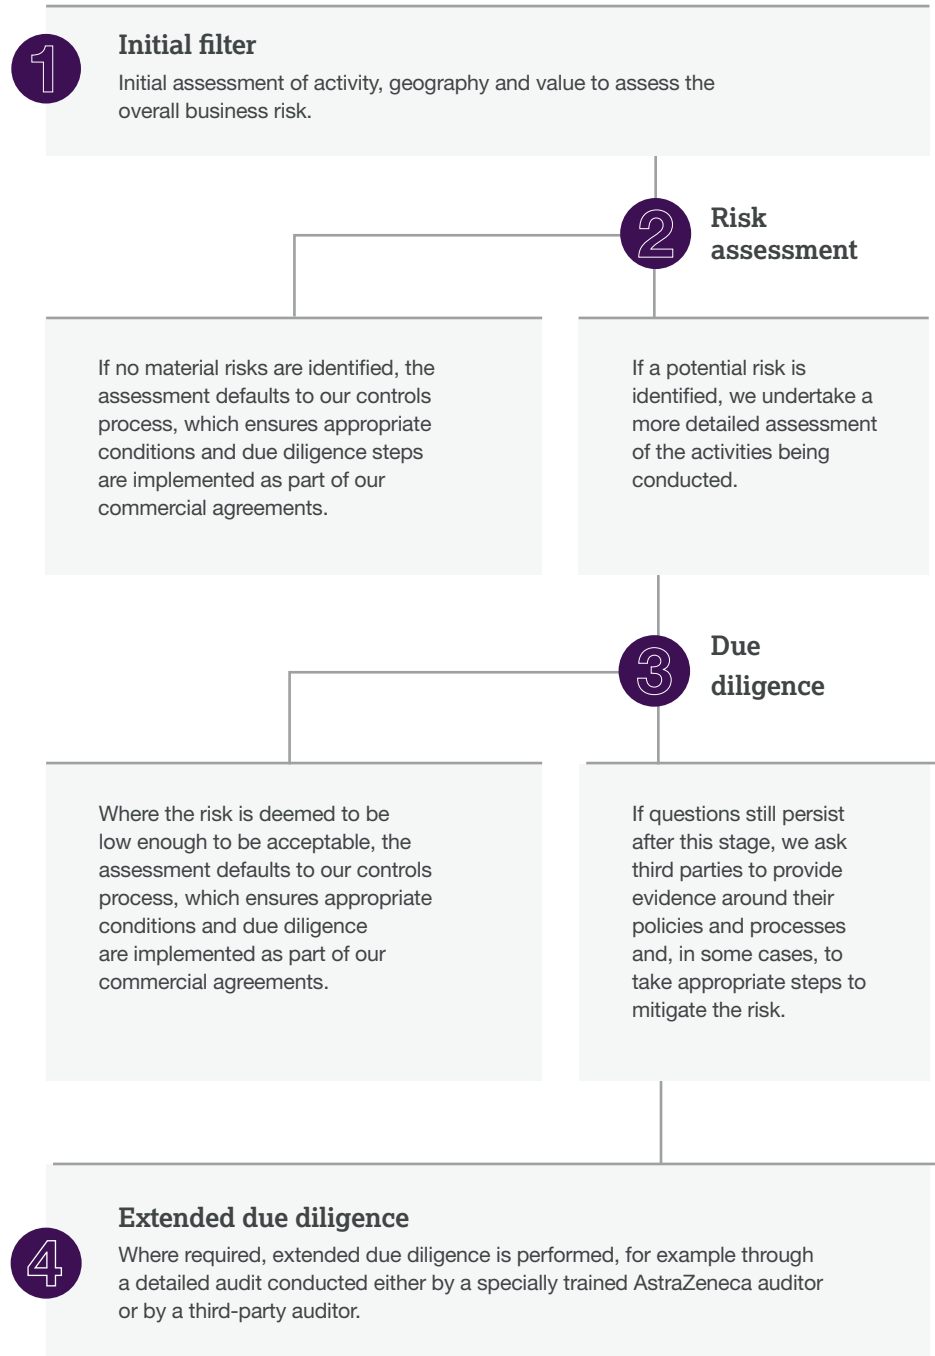 1
Initial filter
Initial assessment of activity, geography and value to assess the
overall business risk.
2
Risk
assessment
If no material risks are identified, the
assessment defaults to our controls
process, which ensures appropriate
conditions and due diligence steps
are implemented as part of our
commercial agreements.
If a potential risk is
identified, we undertake a
more detailed assessment
of the activities being
conducted.
3
Due
diligence
Where the risk is deemed to be
low enough to be acceptable, the
assessment defaults to our controls
process, which ensures appropriate
conditions and due diligence
are implemented as part of our
commercial agreements.
If questions still persist
after this stage, we ask
third parties to provide
evidence around their
policies and processes
and, in some cases, to
take appropriate steps to
mitigate the risk.
4
Extended due diligence
Where required, extended due diligence is performed, for example through
a detailed audit conducted either by a specially trained AstraZeneca auditor
or by a third-party auditor.